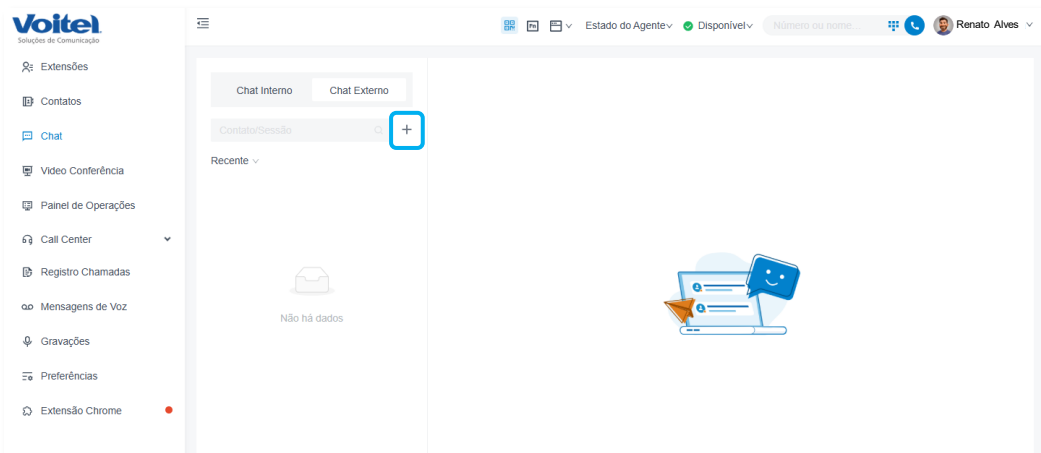 Voitel
Soluções de Comunicação
Fn
Estado do Agente
Disponível
Número ou nome...
Renato Alves
Extensões
Contatos
Chat
Video Conferência
Painel de Operações
Call Center
Registro Chamadas
Mensagens de Voz
Gravações
Preferências
Extensão Chrome
Chat Interno
Chat Externo
Contato/Sessão
+
Recente
Não há dados